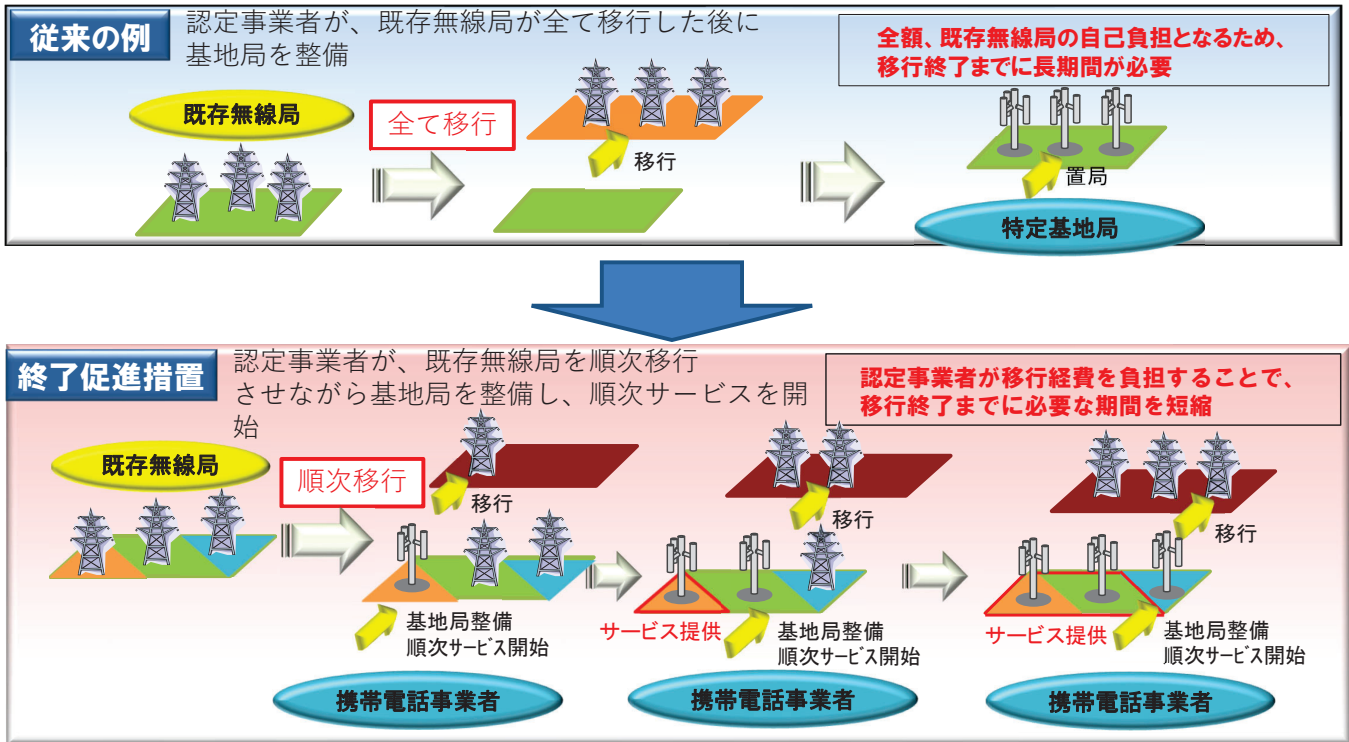 従来の例
認定事業者が、既存無線局が全て移行した後に
基地局を整備
全額、既存無線局の自己負担となるため、
移行終了までに長期間が必要
既存無線局
全て移行
移行
置局
特定基地局
終了促進措置
認定事業者が、既存無線局を順次移行
させながら基地局を整備し、順次サービスを開
始
認定事業者が移行経費を負担することで、
移行終了までに必要な期間を短縮
既存無線局
順次移行
移行
基地局整備
順次サービス開始
携帯電話事業者
移行
サービス提供
基地局整備
順次サービス開始
携帯電話事業者
移行
サービス提供
基地局整備
順次サービス開始
携帯電話事業者